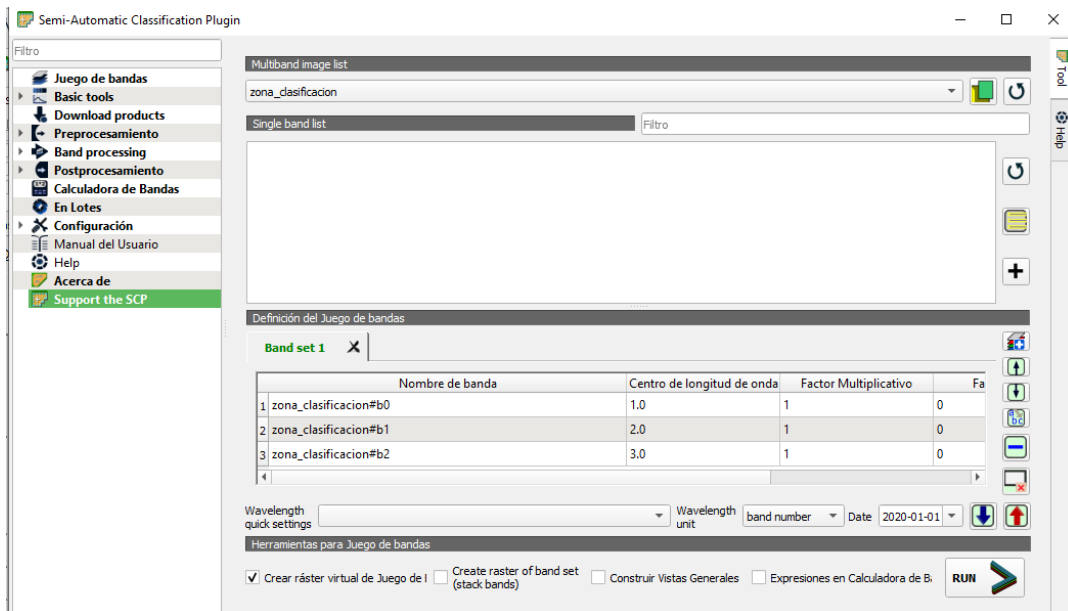 Semi-Automatic Classification Plugin
Filtro
Juego de bandas
Basic tools
Download products
Preprocesamiento
Band processing
Postprocesamiento
Calculadora de Bandas
En Lotes
Configuración
Manual del Usuario
Help
Acerca de
Support the SCP
Multiband image list
zona_clasificacion
Single band list
Filtro
Definición del Juego de bandas
Band set 1
Nombre de banda Centro de longitud de onda Factor Multiplicativo Fa
1 zona_clasificacion#b0 1.0 1 0
2 zona_clasificacion#b1 2.0 1 0
3 zona_clasificacion#b2 3.0 1 0
Wavelength
quick settings
Wavelength
unit
band number
Date 2020-01-01
Herramientas para Juego de bandas
Crear ráster virtual de Juego de
Create raster of band set
(stack bands)
Construir Vistas Generales
Expresiones en Calculadora de
RUN
Tool
Help